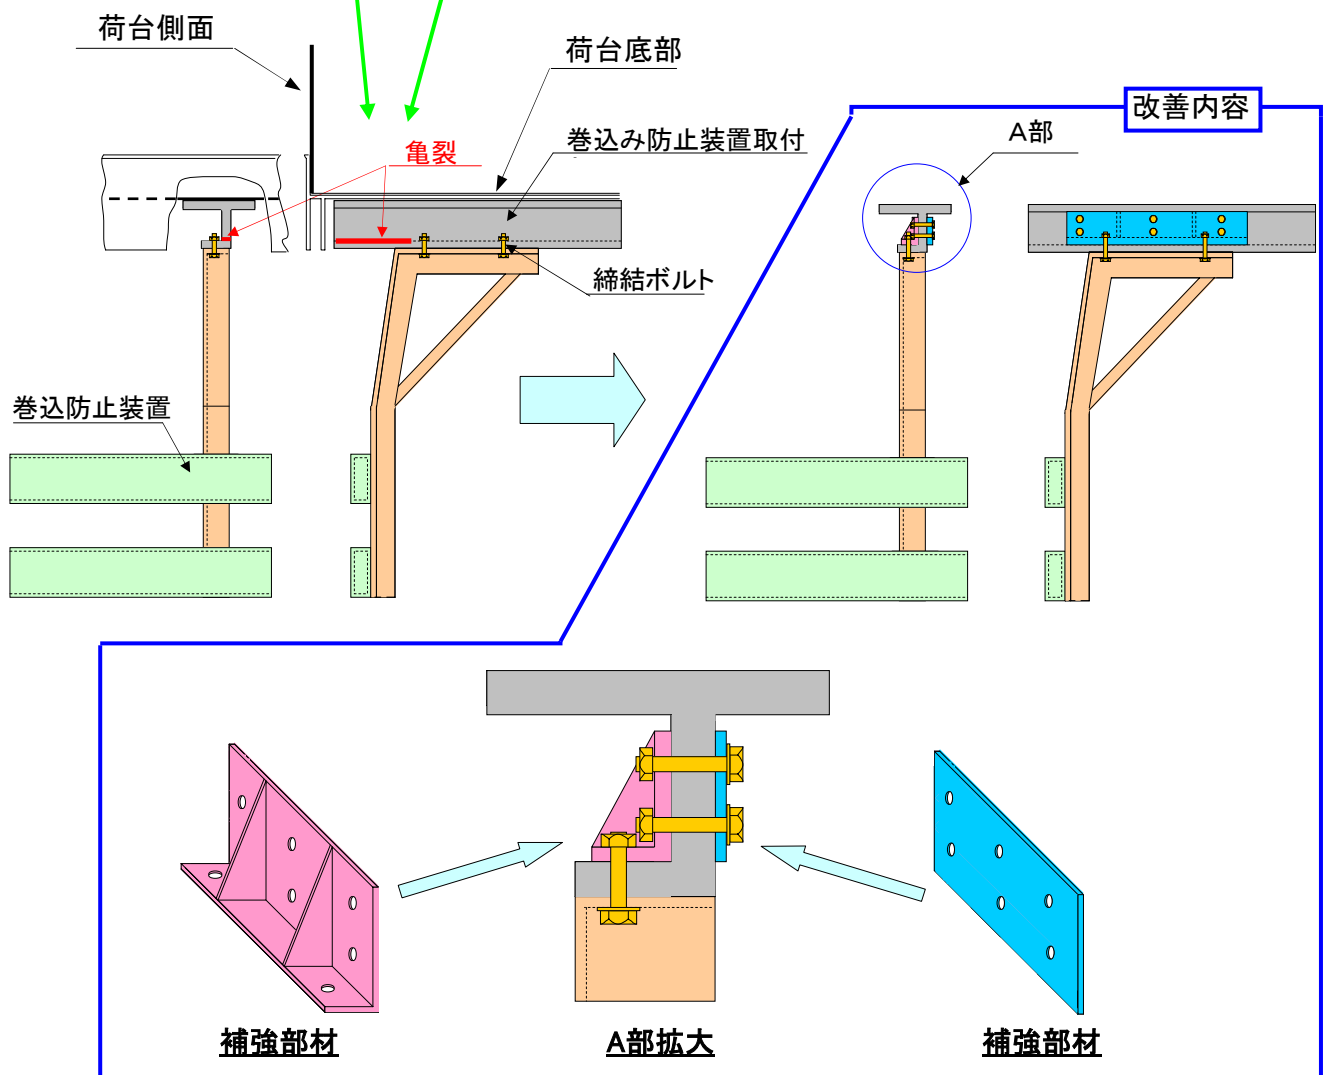 荷台側面
荷台底部
改善内容
巻込み防止装置取付
A部
亀裂
締結ボルト
巻込防止装置
補強部材
A部拡大
補強部材